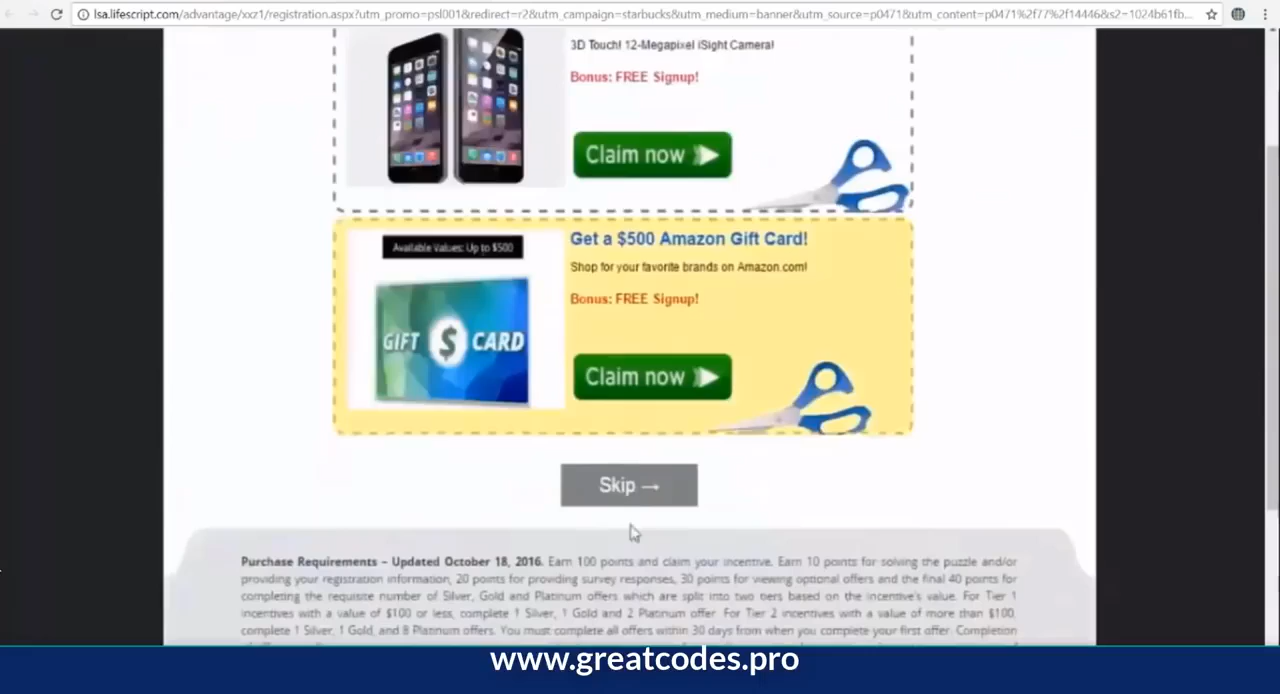 lsa.lifescript.com/advantage/xxz1/registration.aspx?utm_promo=psl001&redirect=r2&utm_campaign=starbucks&utm_medium=banner&utm_source=p0471&utm_content=p0471%2f77%2f14446&s2=1024b61fb...
3D Touch! 12-Megapixel iSight Camera!
Bonus: FREE Signup!
Claim now
Available Values: Up to $500
Get a $500 Amazon Gift Card!
Shop for your favorite brands on Amazon.com!
GIFT $ CARD
Bonus: FREE Signup!
Claim now
Skip →
Purchase Requirements – Updated October 18, 2016. Earn 100 points and claim your incentive. Earn 10 points for solving the puzzle and/or
providing your registration information, 20 points for providing survey responses, 30 points for viewing optional offers and the final 40 points for
completing the requisite number of Silver, Gold and Platinum offers which are split into two tiers based on the incentive's value. For Tier 1
incentives with a value of $100 or less, complete 1 Silver, 1 Gold and 2 Platinum offer. For Tier 2 incentives with a value of more than $100,
complete 1 Silver, 1 Gold, and 8 Platinum offers. You must complete all offers within 30 days from when you complete your first offer. Completion
www.greatcodes.pro